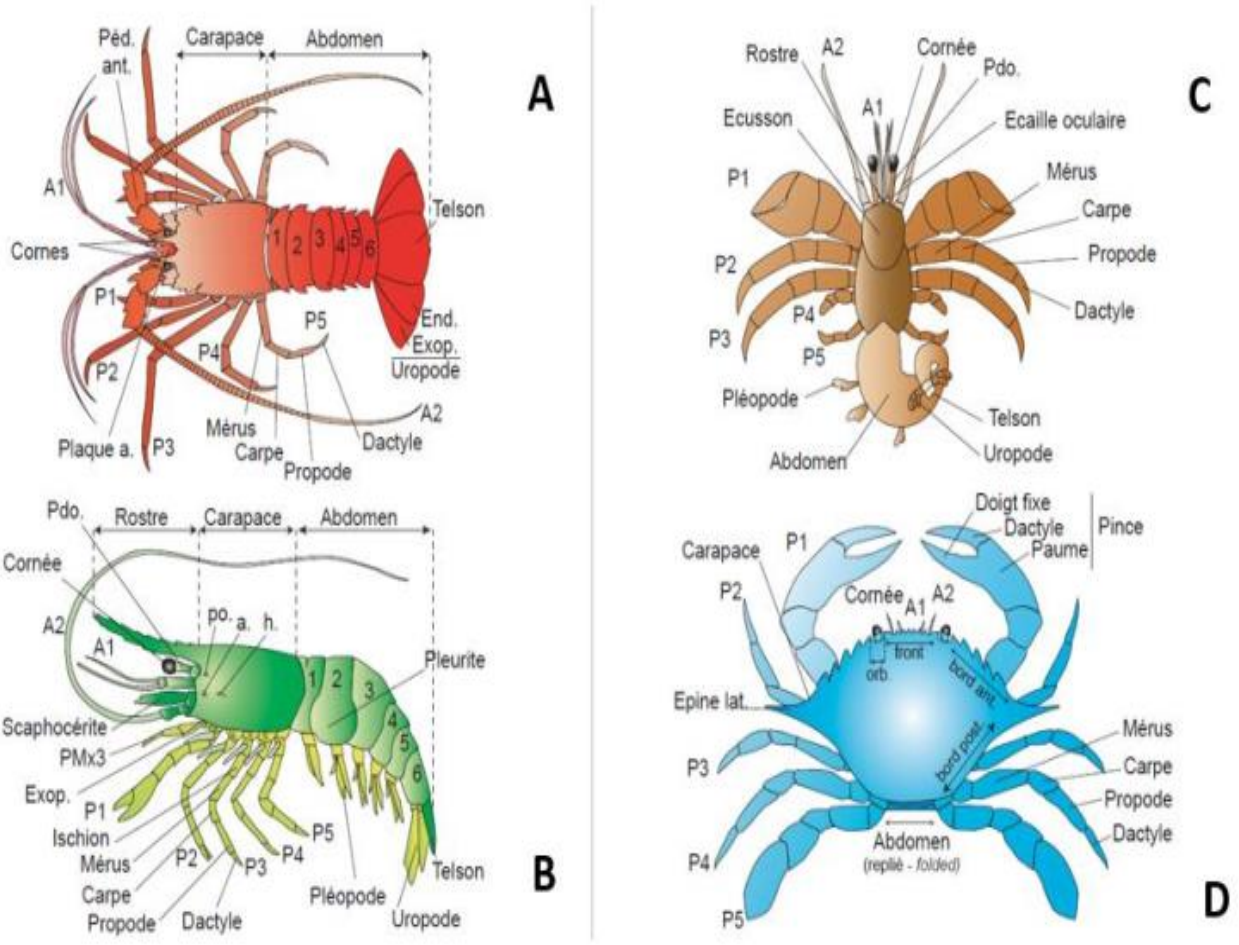 Péd.
ant.
Carapace
Abdomen
A
A1
Telson
Cornes
1
2
3
4
5
6
P1
P5
End.
Exop.
Uropode
P4
P2
A2
Mérus
Plaque a.
P3
Carpe
Dactyle
Propode
Pdo.
Rostre
Carapace
Abdomen
Cornée
A2
A1
po.
a.
h.
Pleurite
1
2
3
4
5
6
Scaphocérite
PMx3
Exop.
P1
Ischion
P5
Mérus
P2
P3
P4
Telson
Carpe
Pléopode
Propode
Dactyle
Uropode
B
Rostre
A2
Cornée
Pdo.
C
A1
Ecusson
Ecaille oculaire
P1
Mérus
Carpe
P2
Propode
P4
Dactyle
P3
P5
Pléopode
Telson
Abdomen
Uropode
Doigt fixe
Dactyle
Pince
P1
Paume
Carapace
P2
Cornée
A1
A2
front
orb.
bord ant.
Epine lat.
bord post.
Mérus
P3
Carpe
Propode
Abdomen
Dactyle
(replié - folded)
P4
P5
D